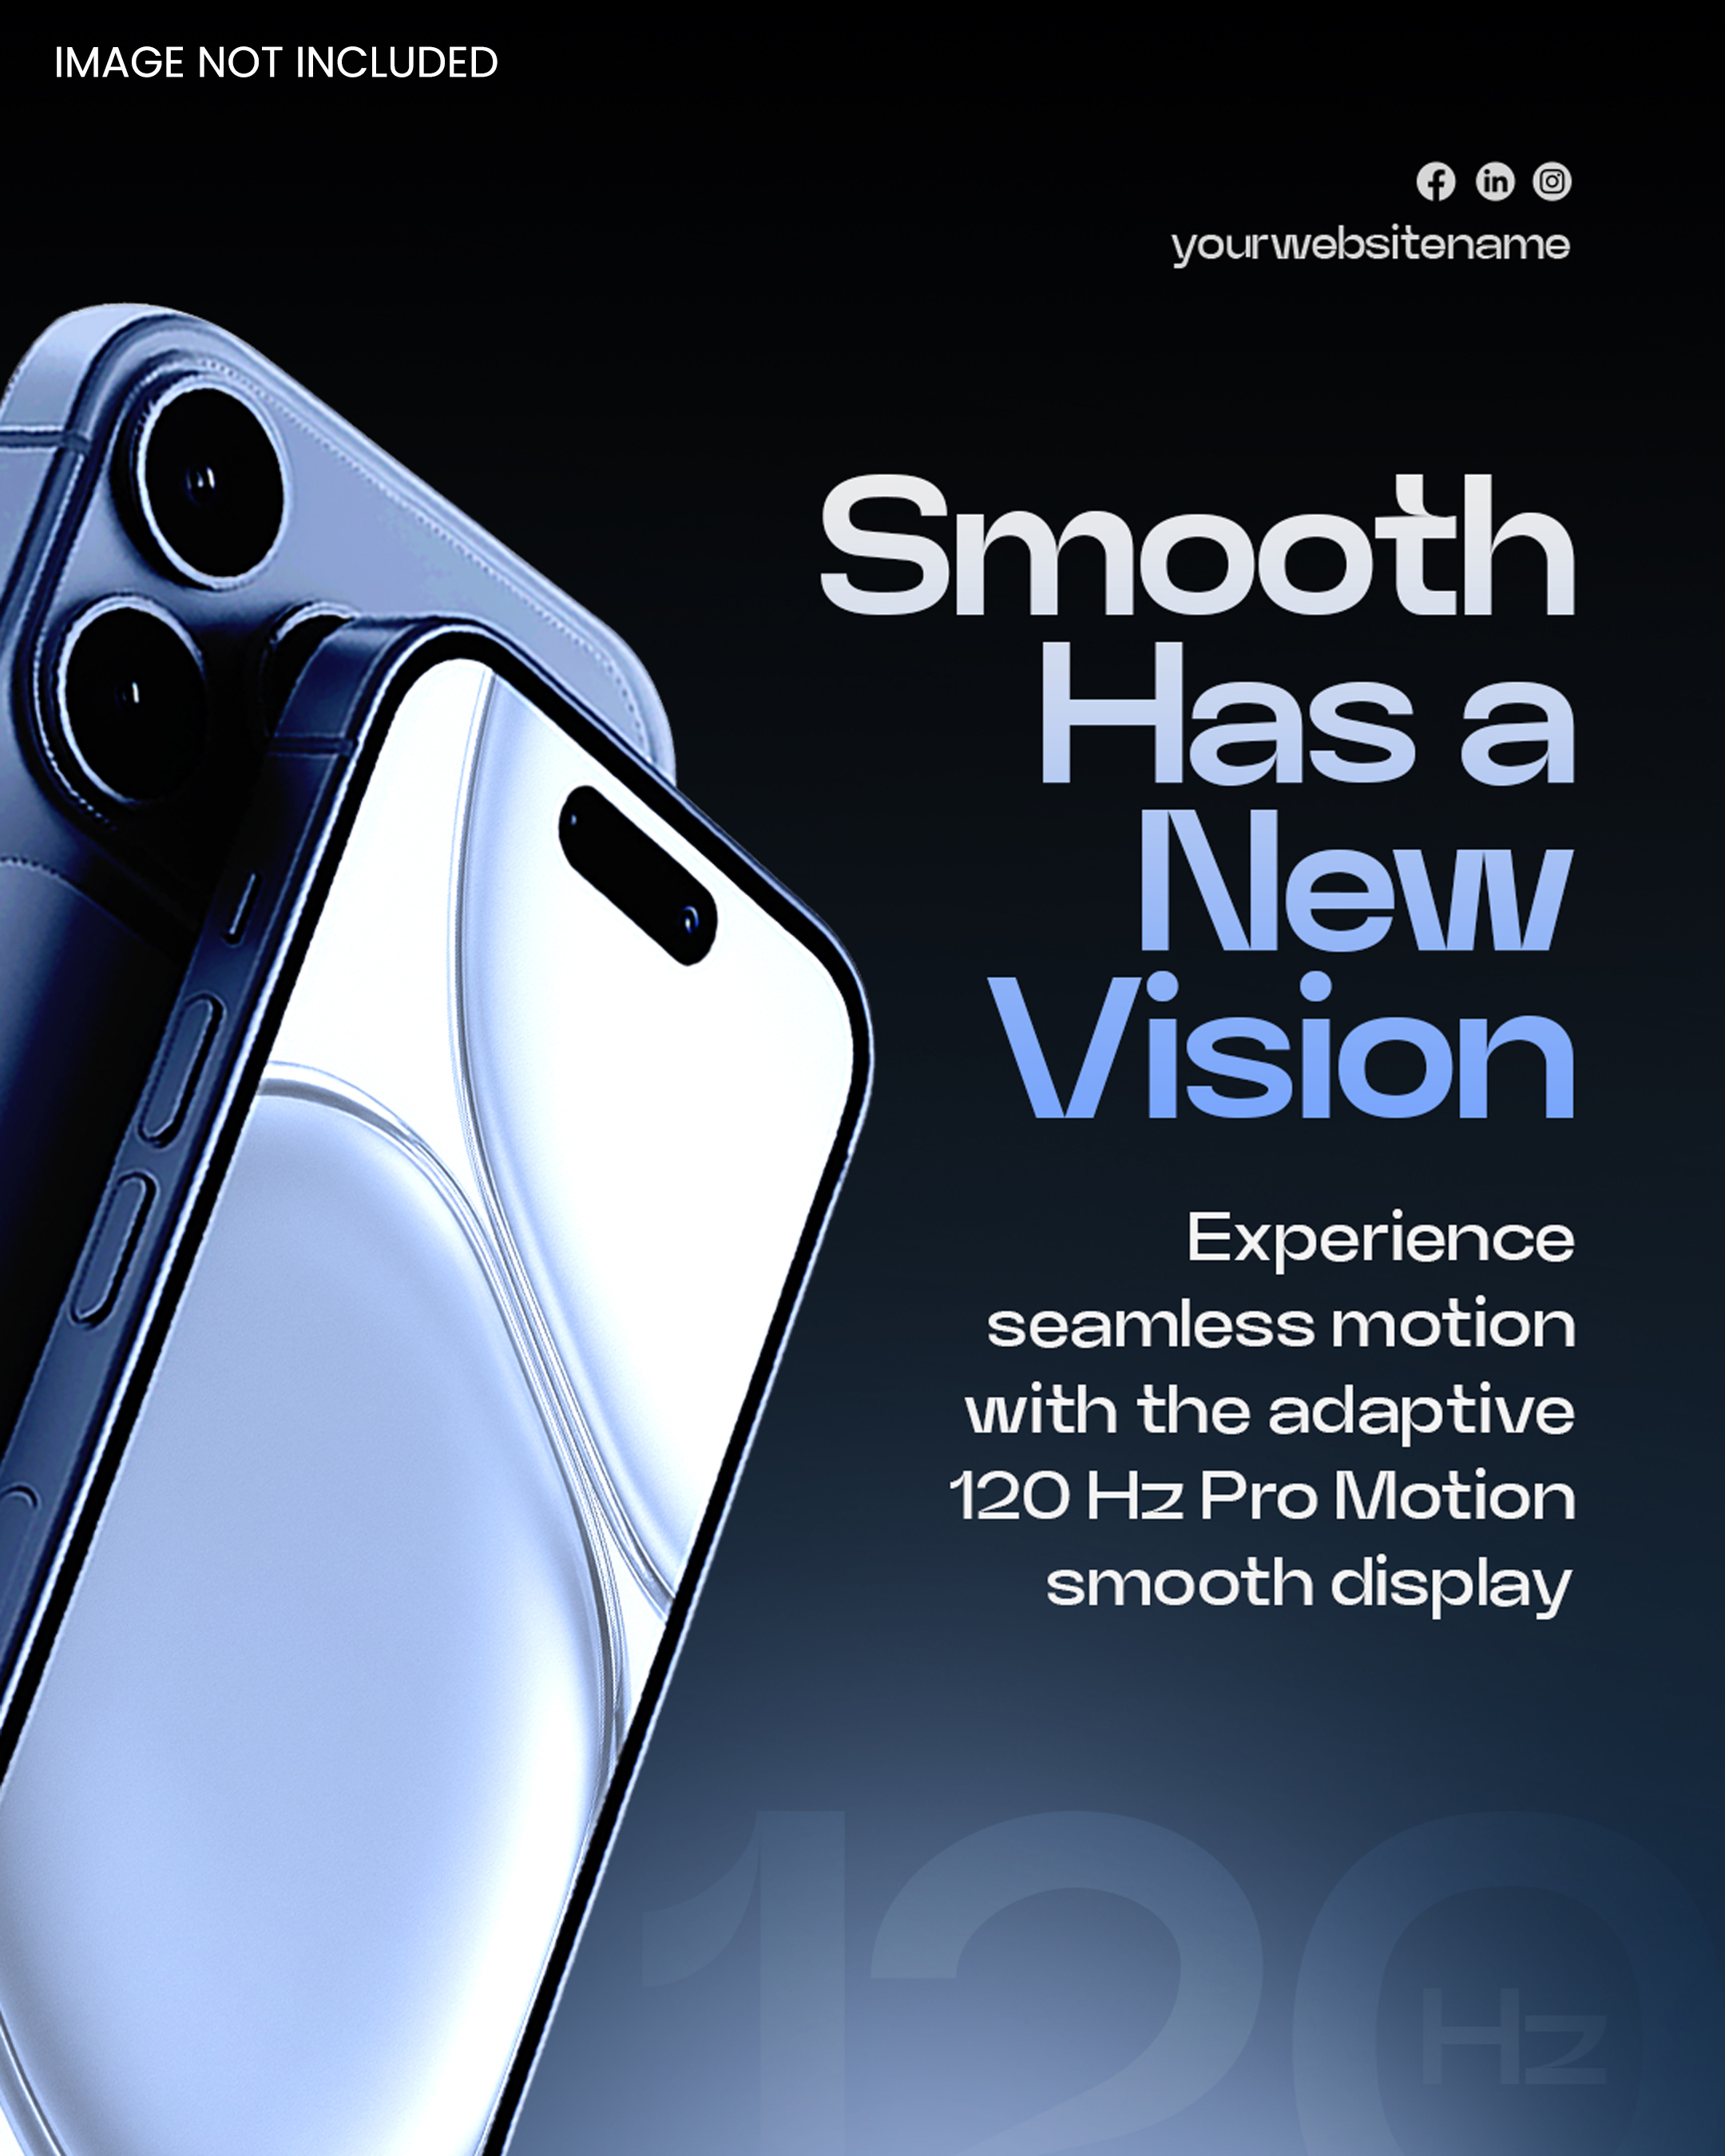 IMAGE NOT INCLUDED
yourwebsitename
Smooth
Has a
New
Vision
Experience
seamless motion
with the adaptive
120 Hz Pro Motion
smooth display
120
Hz